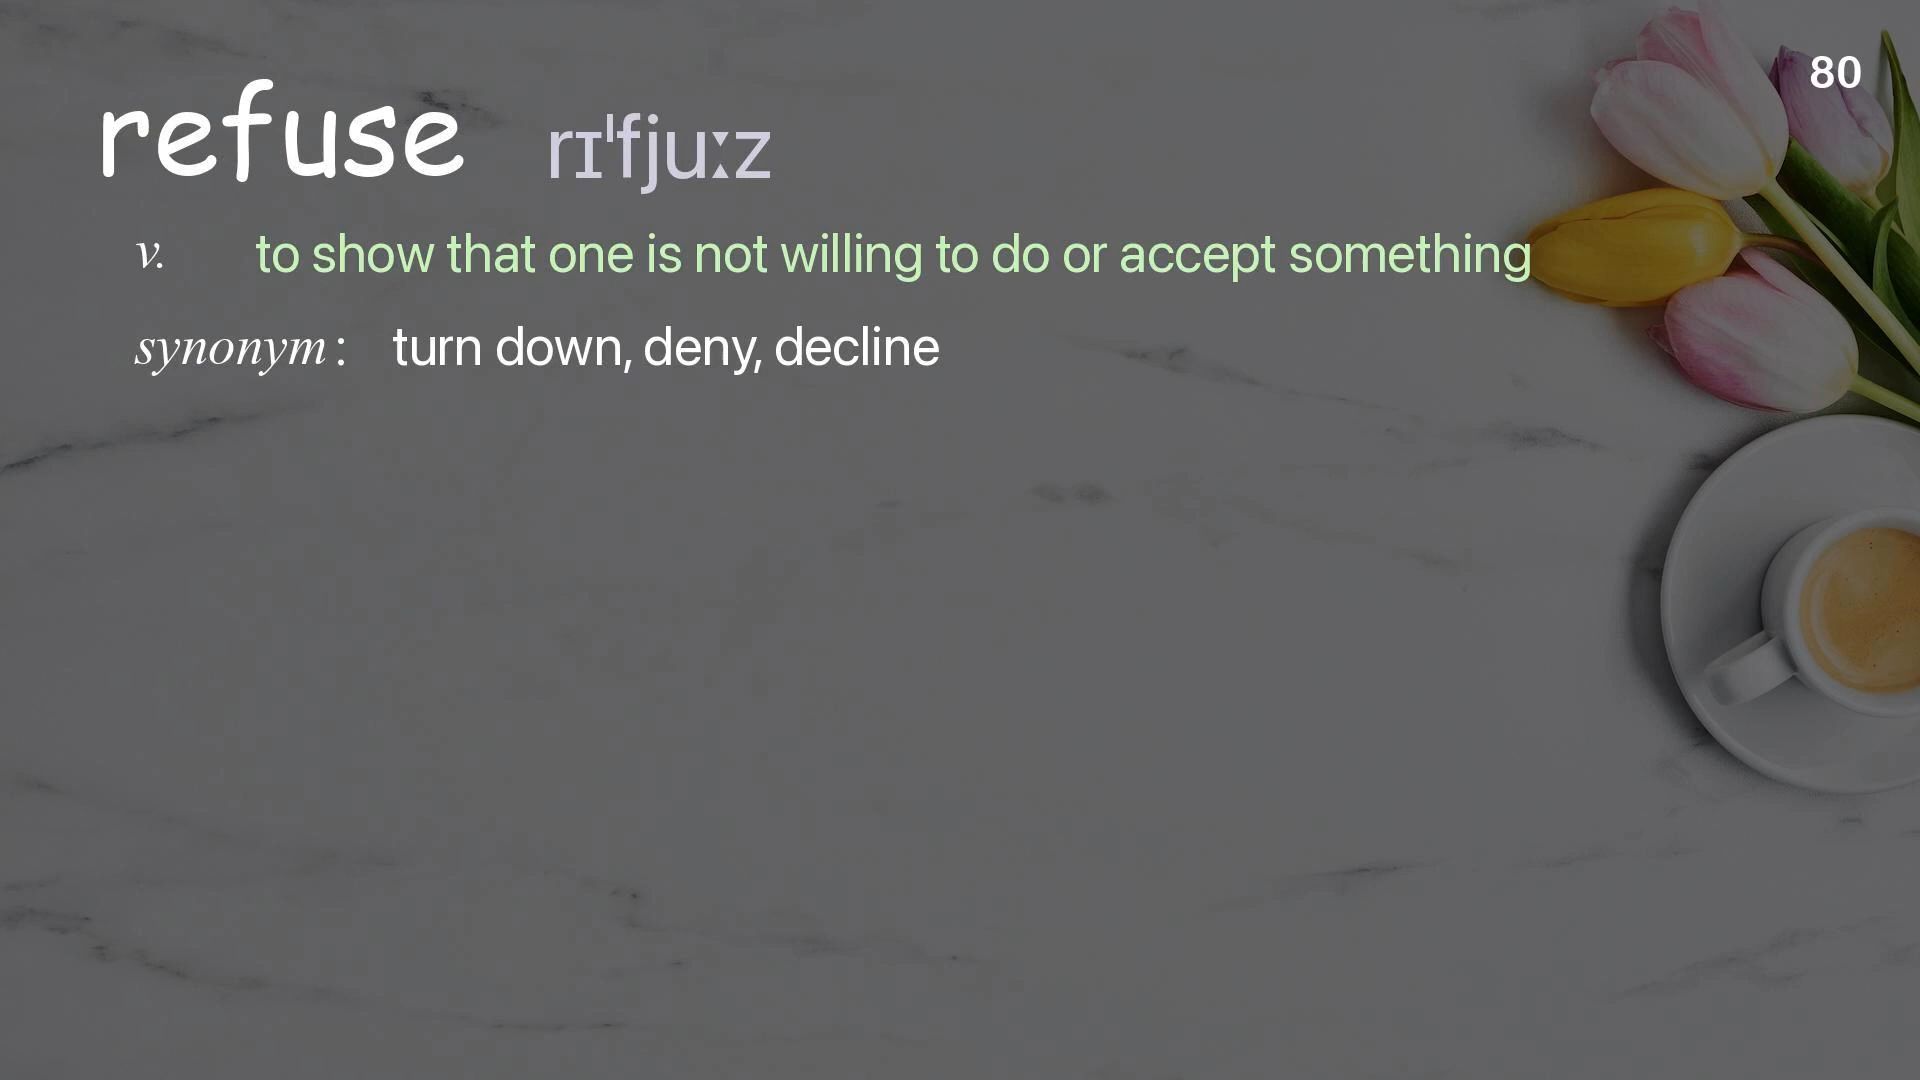 80
refuse rɪˈfjuːz
v. to show that one is not willing to do or accept something
synonym: turn down, deny, decline